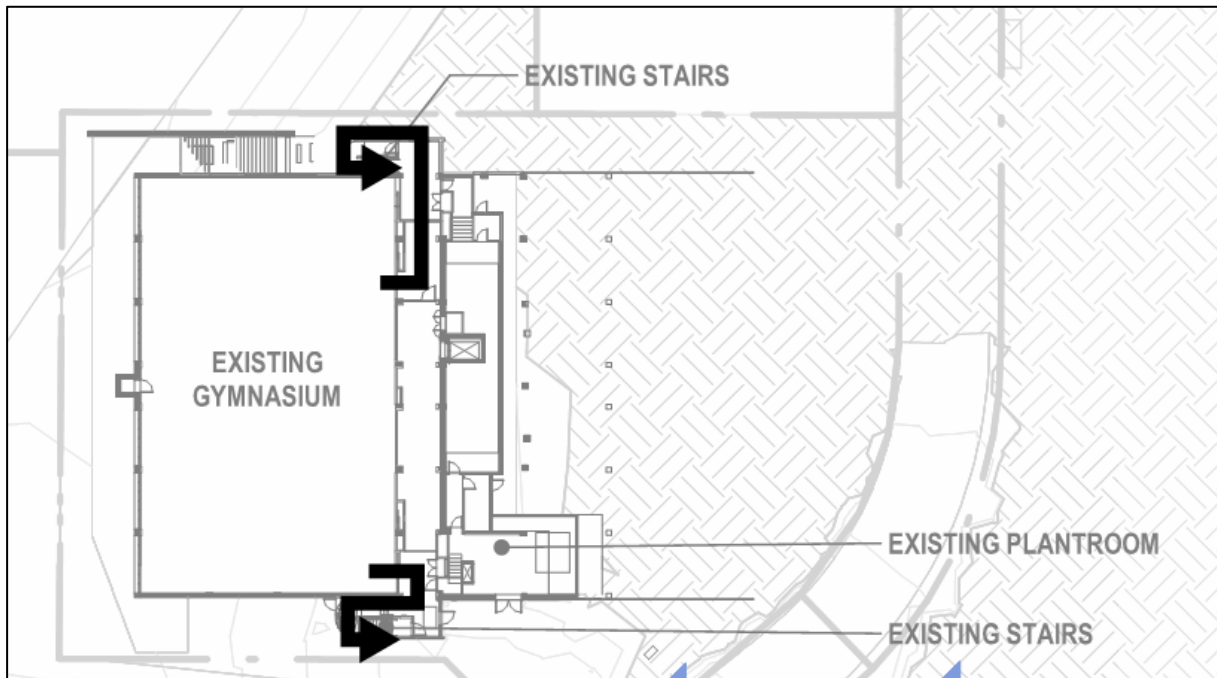 EXISTING STAIRS
EXISTING
GYMNASIUM
EXISTING PLANTROOM
EXISTING STAIRS